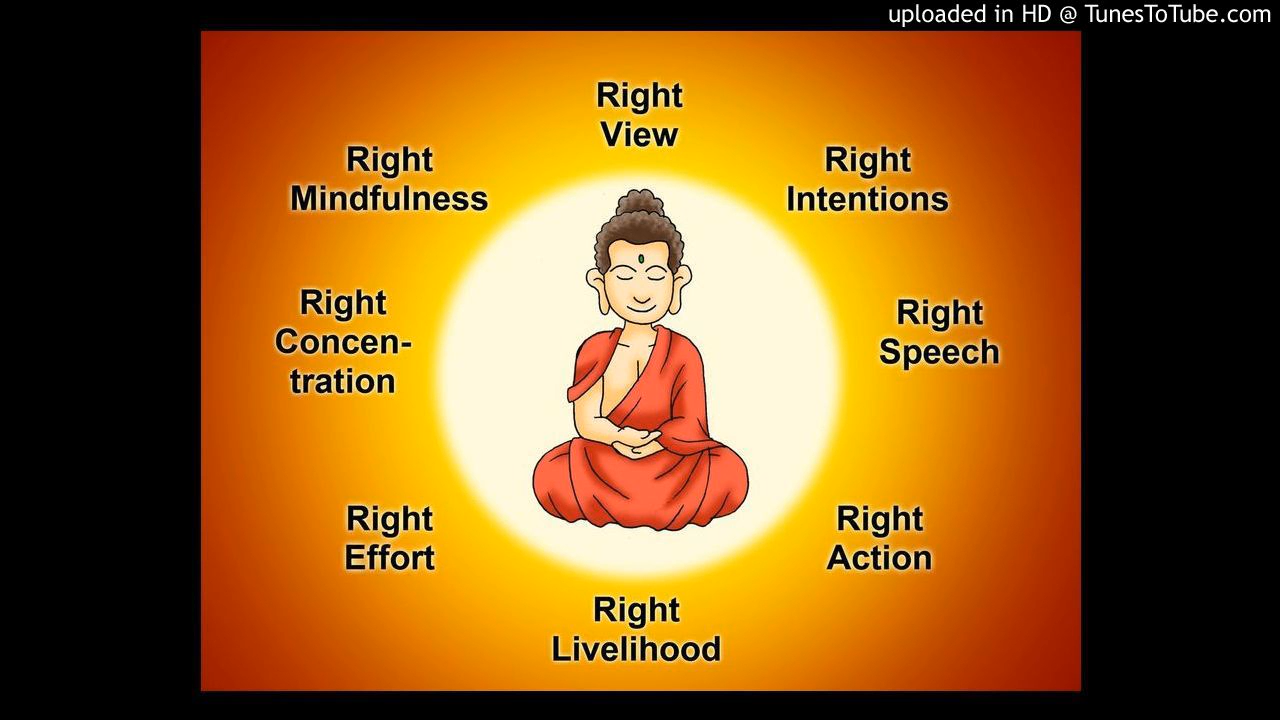 uploaded in HD @ TunesToTube.com
Right
View
Right
Intentions
Right
Speech
Right
Action
Right
Livelihood
Right
Effort
Right
Concen-
tration
Right
Mindfulness